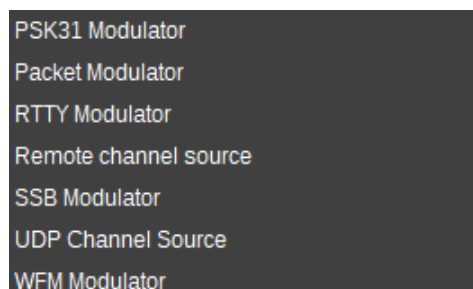 PSK31 Modulator
Packet Modulator
RTTY Modulator
Remote channel source
SSB Modulator
UDP Channel Source
WFM Modulator